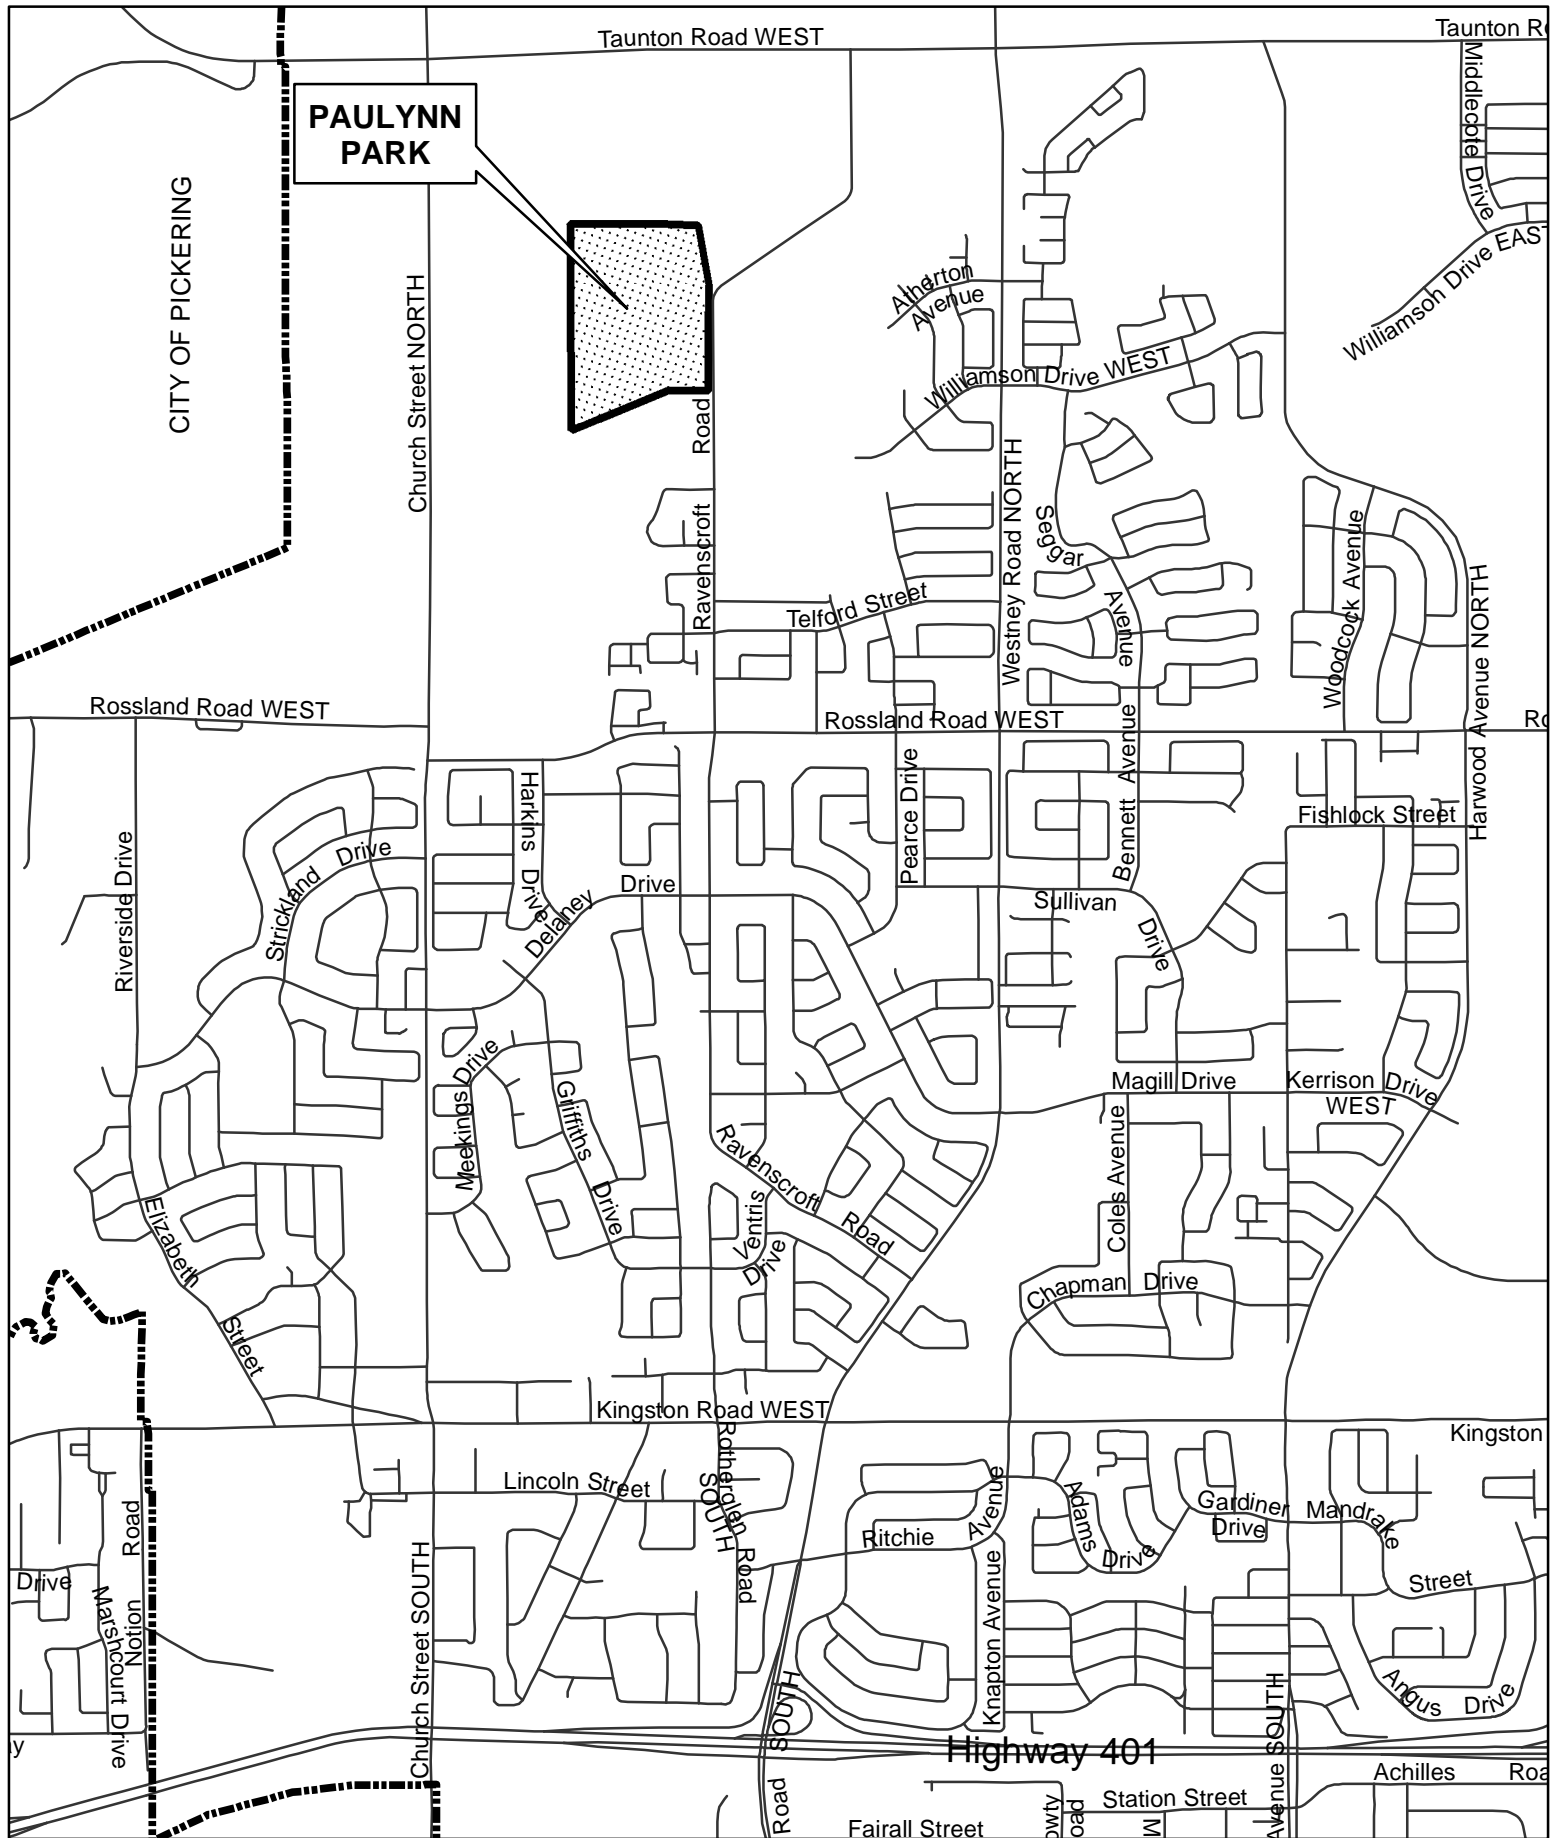 Taunton Road WEST
Taunton R
Middlecote Drive
PAULYNN
PARK
CITY OF PICKERING
Church Street NORTH
Atherton
Avenue
Williamson Drive EAST
Williamson Drive WEST
Ravenscroft Road
Westney Road NORTH
Seggar
Avenue
Woodcock Avenue
Harwood Avenue NORTH
Telford Street
Rossland Road WEST
Rossland Road WEST
Riverside Drive
Strickland Drive
Harkins Drive
Delaney Drive
Pearce Drive
Bennett Avenue
Fishlock Street
Sullivan
Drive
Meekings Drive
Griffiths Drive
Magill Drive
Kerrison Drive
WEST
Ravenscroft Road
Ventris
Drive
Coles Avenue
Chapman Drive
Elizabeth
Street
Kingston Road WEST
Kingston
Lincoln Street
Rotherglen Road
SOUTH
Ritchie Avenue
Adams Drive
Gardiner
Drive
Mandrake
Street
Drive
Marshcourt Drive
Notion Road
Church Street SOUTH
Knapton Avenue
Angus Drive
Road SOUTH
Avenue SOUTH
Highway 401
Achilles Roa
Station Street
Fairall Street